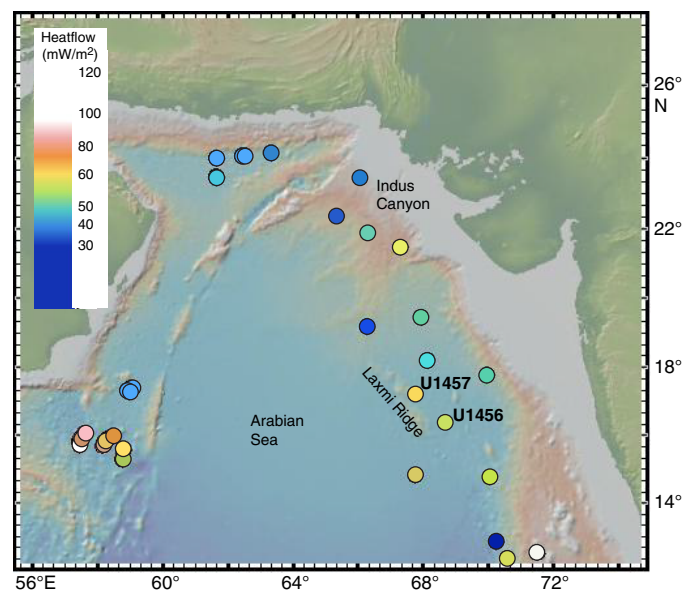 Heatflow
(mW/m²)
120
100
80
60
50
40
30
26°
N
Indus
Canyon
22°
18°
Laxmi Ridge
U1457
U1456
Arabian
Sea
14°
56°E
60°
64°
68°
72°